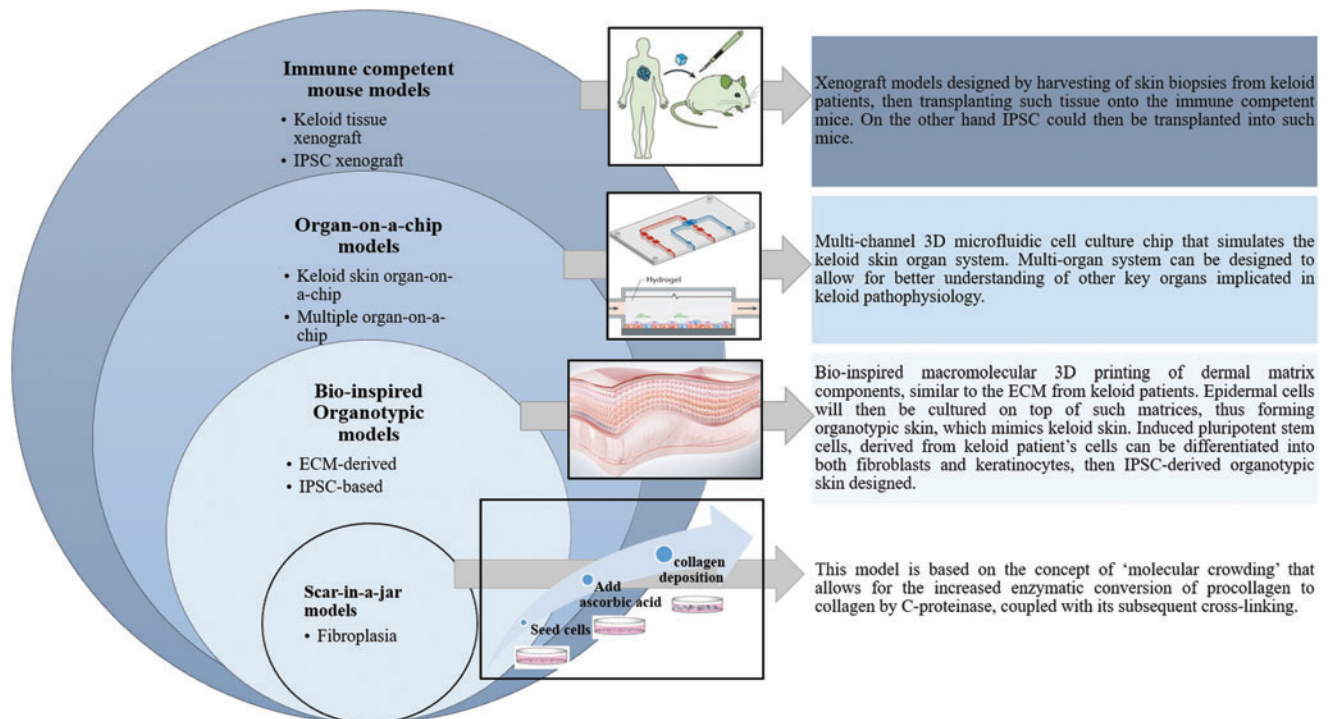 Immune competent
mouse models
• Keloid tissue
xenograft
• IPSC xenograft
Xenograft models designed by harvesting of skin biopsies from keloid
patients, then transplanting such tissue onto the immune competent
mice. On the other hand IPSC could then be transplanted into such
mice.
Organ-on-a-chip
models
• Keloid skin organ-on-
a-chip
• Multiple organ-on-a-
chip
Hydrogel
Multi-channel 3D microfluidic cell culture chip that simulates the
keloid skin organ system. Multi-organ system can be designed to
allow for better understanding of other key organs implicated in
keloid pathophysiology.
Bio-inspired
Organotypic
models
• ECM-derived
• IPSC-based
Bio-inspired macromolecular 3D printing of dermal matrix
components, similar to the ECM from keloid patients. Epidermal cells
will then be cultured on top of such matrices, thus forming
organotypic skin, which mimics keloid skin. Induced pluripotent stem
cells, derived from keloid patient's cells can be differentiated into
both fibroblasts and keratinocytes, then IPSC-derived organotypic
skin designed.
Scar-in-a-jar
models
• Fibroplasia
Seed cells
Add
ascorbic acid
collagen
deposition
This model is based on the concept of ‘molecular crowding’ that
allows for the increased enzymatic conversion of procollagen to
collagen by C-proteinase, coupled with its subsequent cross-linking.